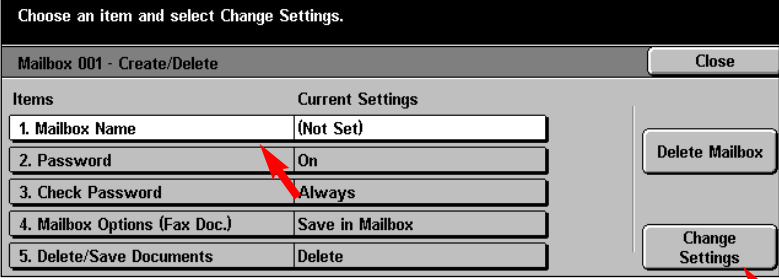 Choose an item and select Change Settings.
Mailbox 001 - Create/Delete
Close
Items Current Settings
1. Mailbox Name (Not Set)
2. Password On
3. Check Password Always
4. Mailbox Options (Fax Doc.) Save in Mailbox
5. Delete/Save Documents Delete
Delete Mailbox
Change
Settings